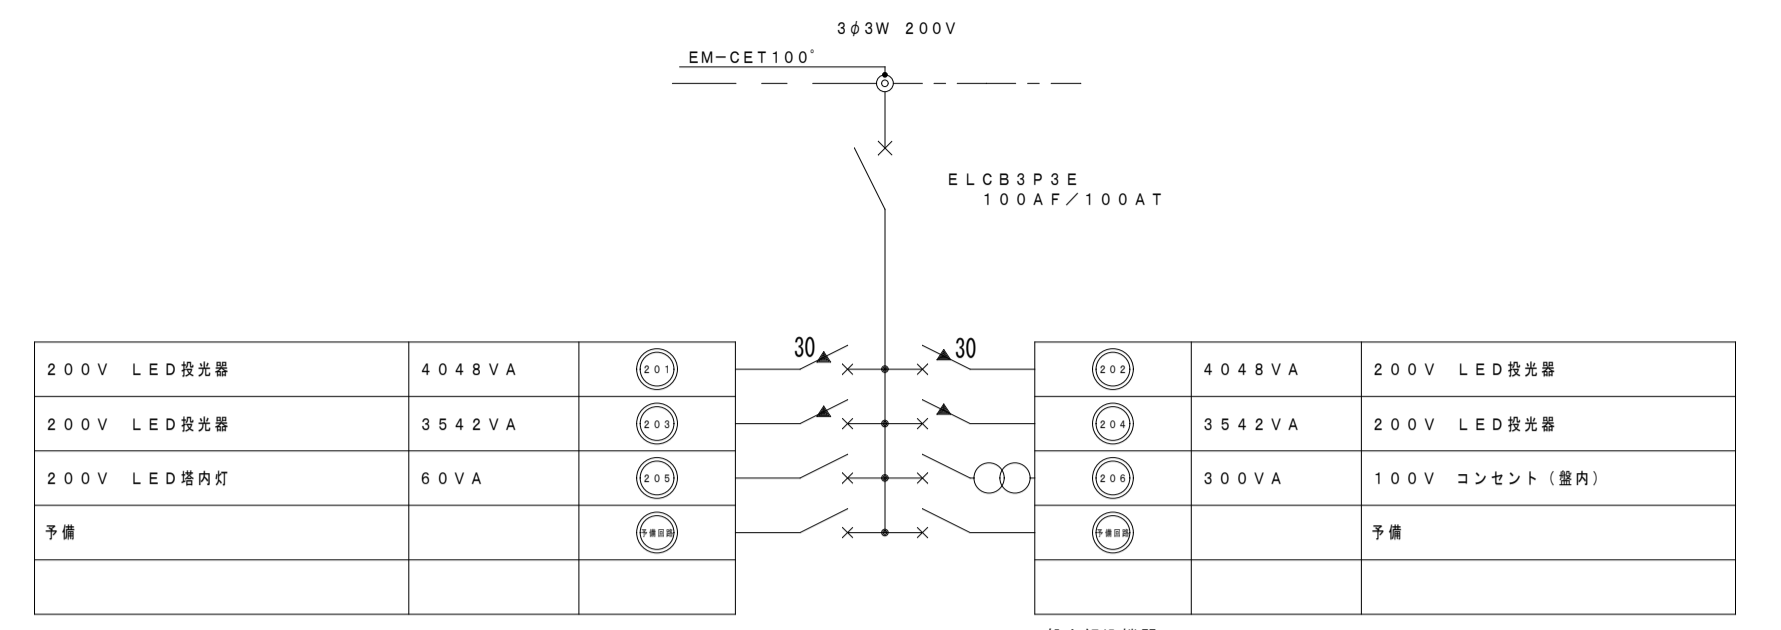 3φ3W 200V
EM-CET100°
ELCB3P3E
100AF/100AT
30 30
200V LED投光器 4048VA 201 202 4048VA 200V LED投光器
200V LED投光器 3542VA 203 204 3542VA 200V LED投光器
200V LED塔内灯 60VA 205 206 300VA 100V コンセント(盤内)
予備 予備回路 予備回路 予備